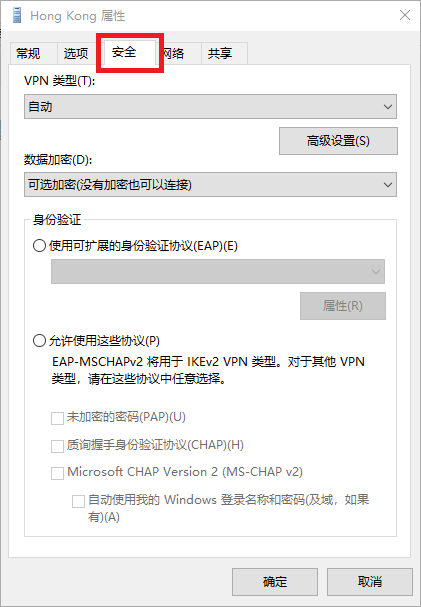 Hong Kong 属性
常规 选项 安全 网络 共享
VPN 类型(T):
自动
高级设置(S)
数据加密(D):
可选加密(没有加密也可以连接)
身份验证
使用可扩展的身份验证协议(EAP)(E)
属性(R)
允许使用这些协议(P)
EAP-MSCHAPv2 将用于 IKEv2 VPN 类型。对于其他 VPN
类型，请在这些协议中任意选择。
未加密的密码(PAP)(U)
质询握手身份验证协议(CHAP)(H)
Microsoft CHAP Version 2 (MS-CHAP v2)
自动使用我的 Windows 登录名称和密码(及域，如果
有)(A)
确定 取消